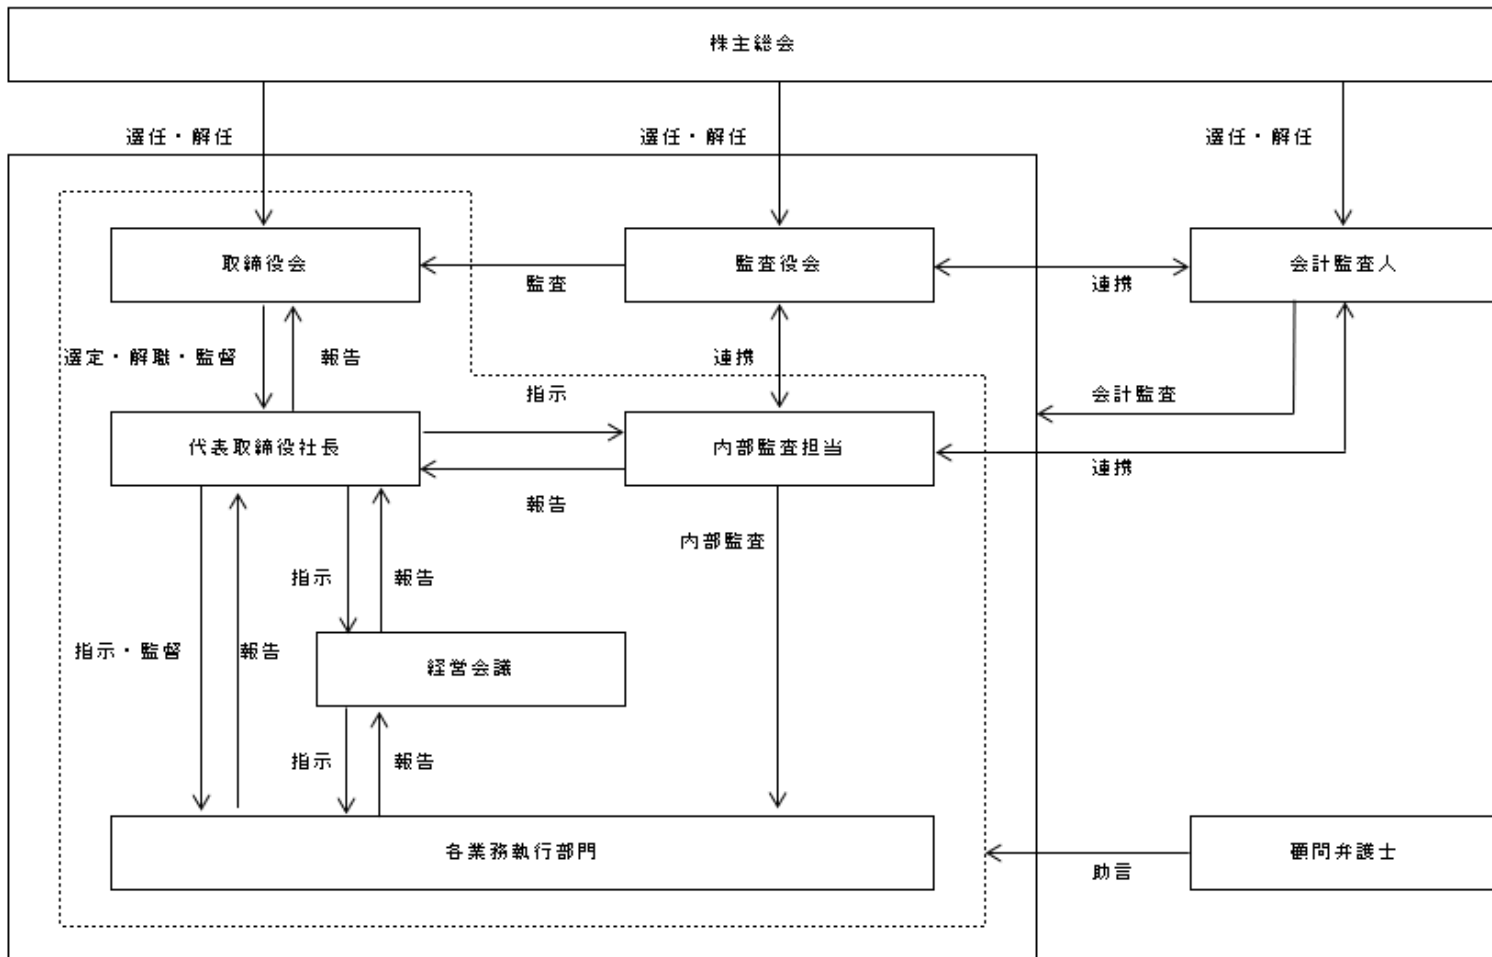 株主総会
選任・解任
選任・解任
選任・解任
取締役会
監査役会
会計監査人
監査
連携
選定・解職・監督
報告
連携
指示
会計監査
代表取締役社長
内部監査担当
連携
報告
内部監査
指示
報告
指示・監督
報告
経営会議
指示
報告
各業務執行部門
顧問弁護士
助言